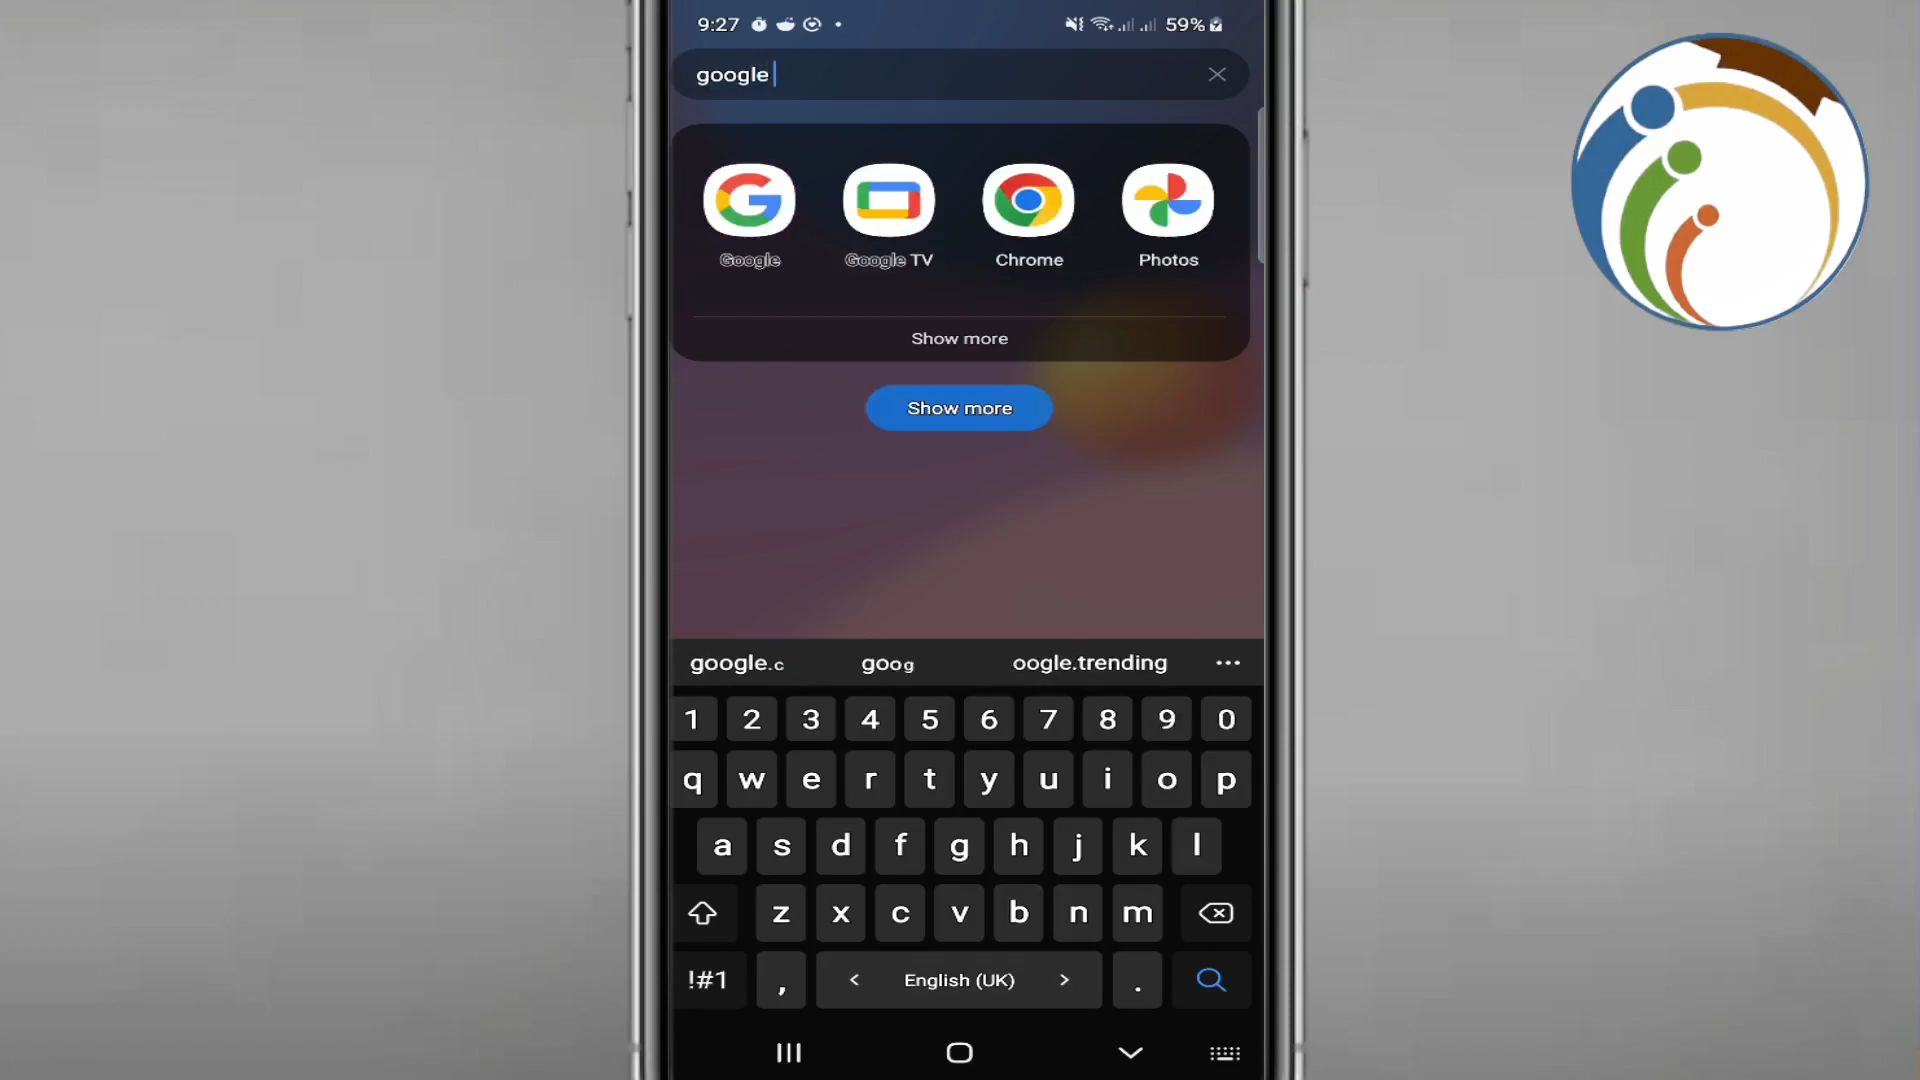 9:27 59%
google
Google Google TV Chrome Photos
Show more
Show more
google.c goog oogle.trending
1 2 3 4 5 6 7 8 9 0
q w e r t y u i o p
a s d f g h j k l
z x c v b n m
!#1 , < English (UK) > .